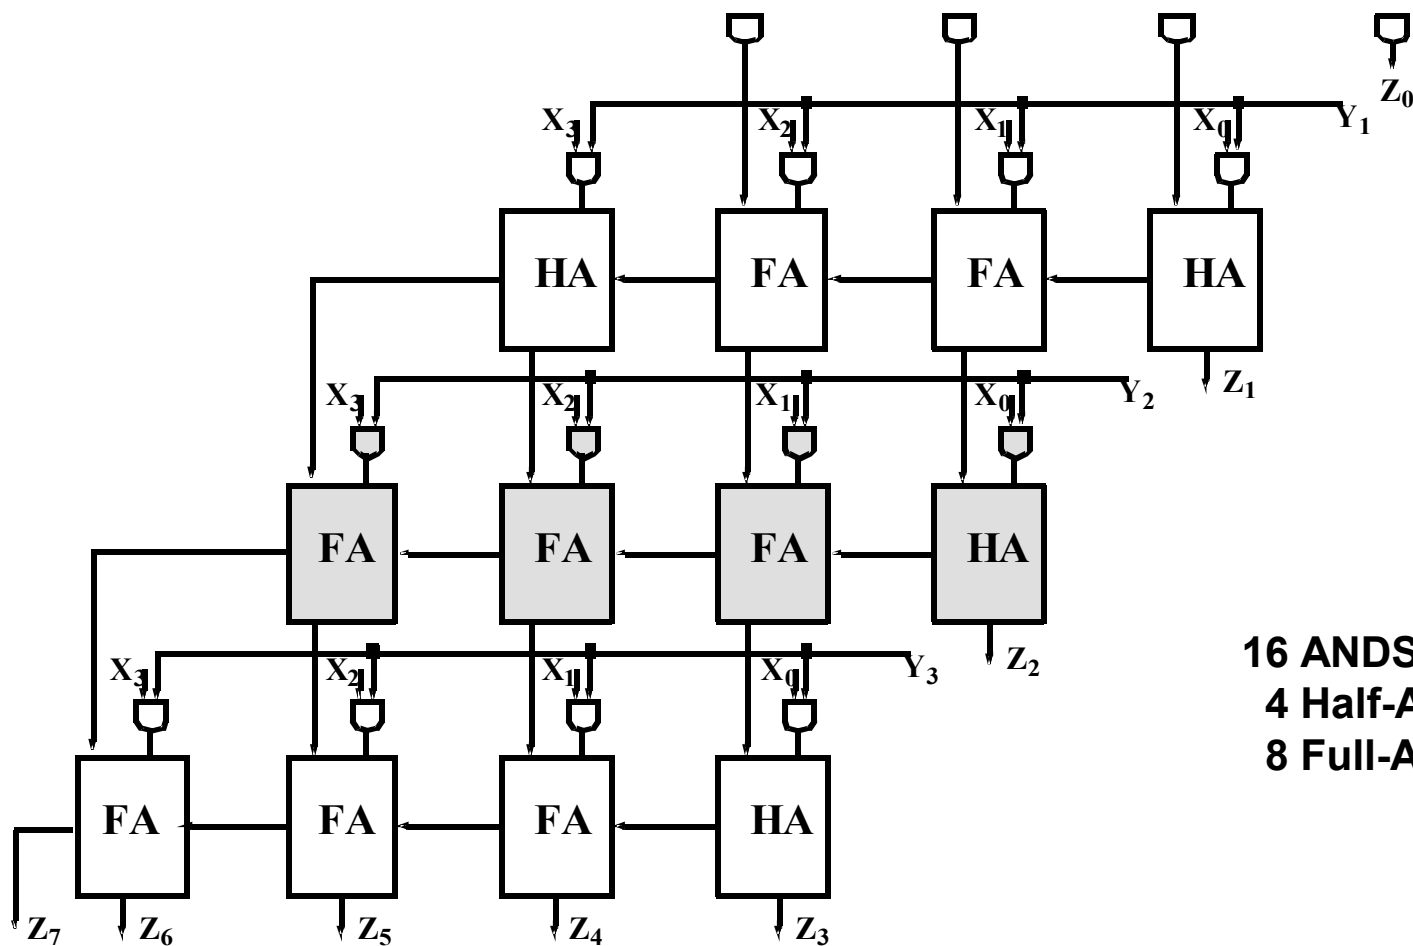 Z0
X3 X2 X1 X0 Y1
HA FA FA HA
X3 X2 X1 X0 Y2 Z1
FA FA FA HA
X3 X2 X1 X0 Y3 Z2
16 ANDS
4 Half-A
8 Full-A
FA FA FA HA
Z7 Z6 Z5 Z4 Z3